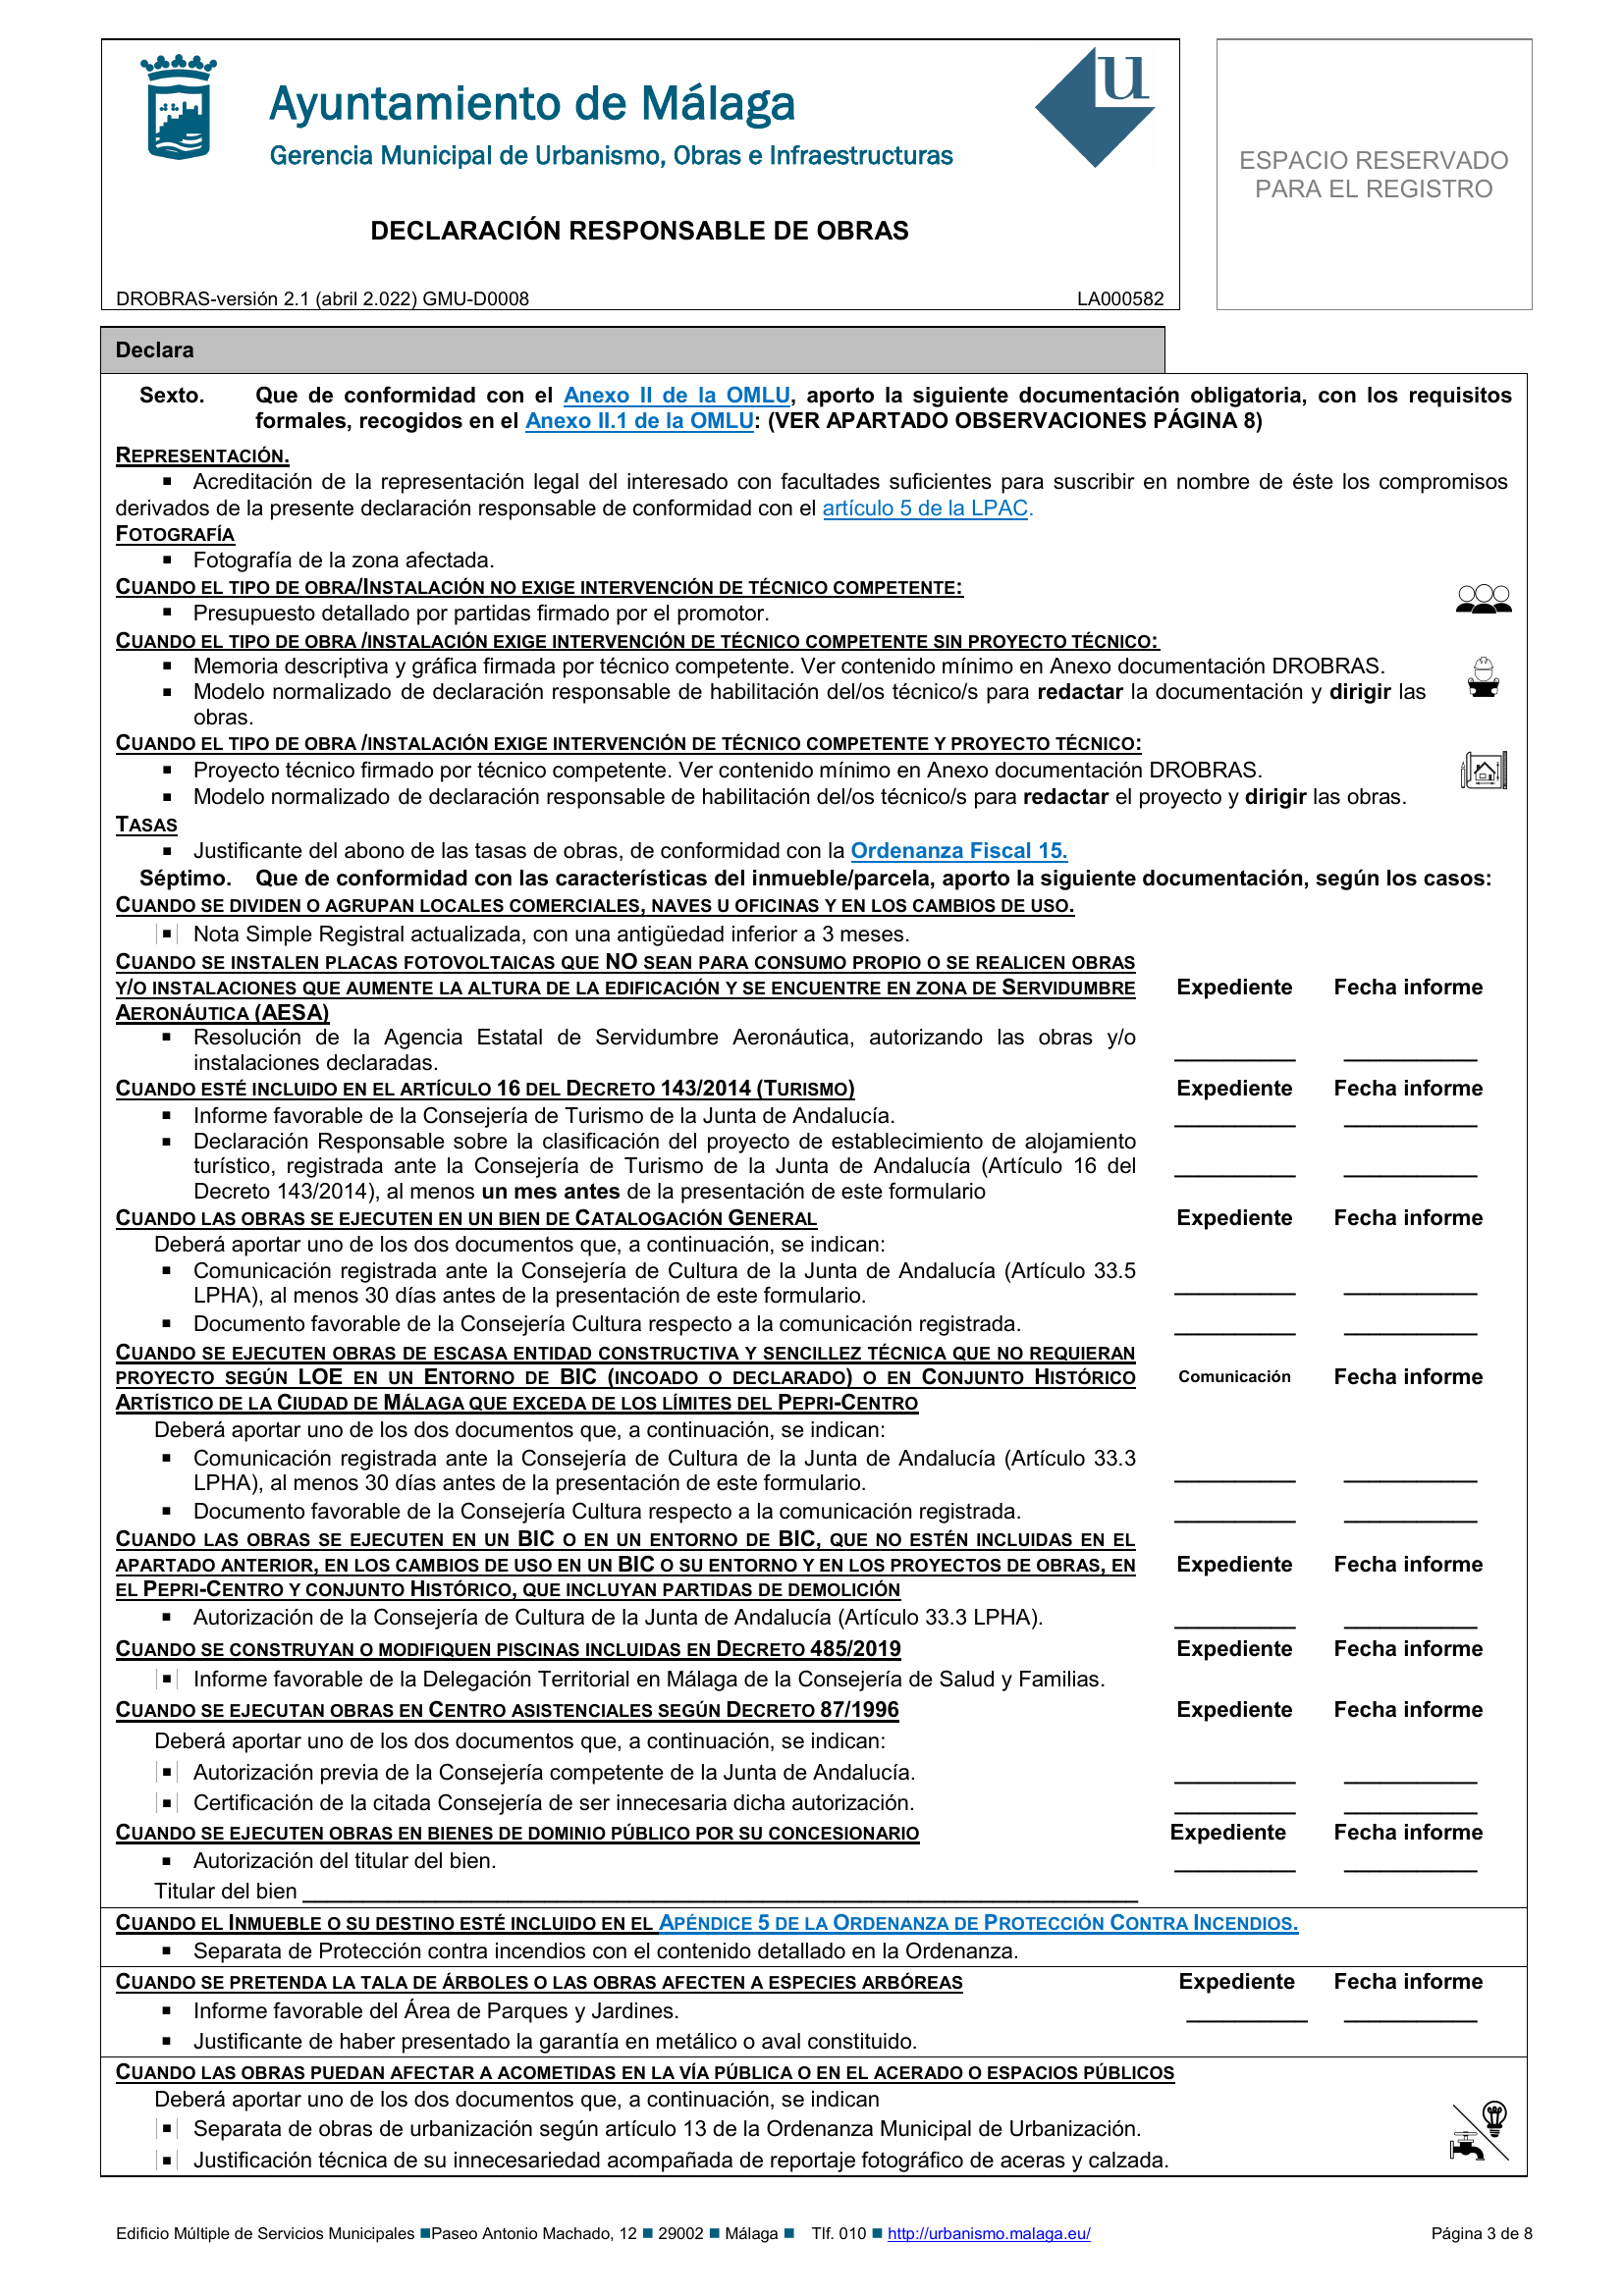 Ayuntamiento de Málaga
Gerencia Municipal de Urbanismo, Obras e Infraestructuras
u
DECLARACIÓN RESPONSABLE DE OBRAS
DROBRAS-versión 2.1 (abril 2.022) GMU-D0008 LA000582
ESPACIO RESERVADO
PARA EL REGISTRO
Declara
Sexto. Que de conformidad con el Anexo II de la OMLU, aporto la siguiente documentación obligatoria, con los requisitos
formales, recogidos en el Anexo II.1 de la OMLU: (VER APARTADO OBSERVACIONES PÁGINA 8)
REPRESENTACIÓN.
▪ Acreditación de la representación legal del interesado con facultades suficientes para suscribir en nombre de éste los compromisos
derivados de la presente declaración responsable de conformidad con el artículo 5 de la LPAC.
FOTOGRAFÍA
▪ Fotografía de la zona afectada.
CUANDO EL TIPO DE OBRA/INSTALACIÓN NO EXIGE INTERVENCIÓN DE TÉCNICO COMPETENTE:
▪ Presupuesto detallado por partidas firmado por el promotor.
CUANDO EL TIPO DE OBRA /INSTALACIÓN EXIGE INTERVENCIÓN DE TÉCNICO COMPETENTE SIN PROYECTO TÉCNICO:
▪ Memoria descriptiva y gráfica firmada por técnico competente. Ver contenido mínimo en Anexo documentación DROBRAS.
▪ Modelo normalizado de declaración responsable de habilitación del/os técnico/s para redactar la documentación y dirigir las
obras.
CUANDO EL TIPO DE OBRA /INSTALACIÓN EXIGE INTERVENCIÓN DE TÉCNICO COMPETENTE Y PROYECTO TÉCNICO:
▪ Proyecto técnico firmado por técnico competente. Ver contenido mínimo en Anexo documentación DROBRAS.
▪ Modelo normalizado de declaración responsable de habilitación del/os técnico/s para redactar el proyecto y dirigir las obras.
TASAS
▪ Justificante del abono de las tasas de obras, de conformidad con la Ordenanza Fiscal 15.
Séptimo. Que de conformidad con las características del inmueble/parcela, aporto la siguiente documentación, según los casos:
CUANDO SE DIVIDEN O AGRUPAN LOCALES COMERCIALES, NAVES U OFICINAS Y EN LOS CAMBIOS DE USO.
▪ Nota Simple Registral actualizada, con una antigüedad inferior a 3 meses.
CUANDO SE INSTALEN PLACAS FOTOVOLTAICAS QUE NO SEAN PARA CONSUMO PROPIO O SE REALICEN OBRAS
Y/O INSTALACIONES QUE AUMENTE LA ALTURA DE LA EDIFICACIÓN Y SE ENCUENTRE EN ZONA DE SERVIDUMBRE Expediente Fecha informe
AERONÁUTICA (AESA)
▪ Resolución de la Agencia Estatal de Servidumbre Aeronáutica, autorizando las obras y/o
instalaciones declaradas. ___________ ____________
CUANDO ESTÉ INCLUIDO EN EL ARTÍCULO 16 DEL DECRETO 143/2014 (TURISMO) Expediente Fecha informe
▪ Informe favorable de la Consejería de Turismo de la Junta de Andalucía. ___________ ____________
▪ Declaración Responsable sobre la clasificación del proyecto de establecimiento de alojamiento
turístico, registrada ante la Consejería de Turismo de la Junta de Andalucía (Artículo 16 del ___________ ____________
Decreto 143/2014), al menos un mes antes de la presentación de este formulario
CUANDO LAS OBRAS SE EJECUTEN EN UN BIEN DE CATALOGACIÓN GENERAL Expediente Fecha informe
Deberá aportar uno de los dos documentos que, a continuación, se indican:
▪ Comunicación registrada ante la Consejería de Cultura de la Junta de Andalucía (Artículo 33.5
LPHA), al menos 30 días antes de la presentación de este formulario. ___________ ____________
▪ Documento favorable de la Consejería Cultura respecto a la comunicación registrada. ___________ ____________
CUANDO SE EJECUTEN OBRAS DE ESCASA ENTIDAD CONSTRUCTIVA Y SENCILLEZ TÉCNICA QUE NO REQUIERAN
PROYECTO SEGÚN LOE EN UN ENTORNO DE BIC (INCOADO O DECLARADO) O EN CONJUNTO HISTÓRICO Comunicación Fecha informe
ARTÍSTICO DE LA CIUDAD DE MÁLAGA QUE EXCEDA DE LOS LÍMITES DEL PEPRI-CENTRO
Deberá aportar uno de los dos documentos que, a continuación, se indican:
▪ Comunicación registrada ante la Consejería de Cultura de la Junta de Andalucía (Artículo 33.3
LPHA), al menos 30 días antes de la presentación de este formulario. ___________ ____________
▪ Documento favorable de la Consejería Cultura respecto a la comunicación registrada. ___________ ____________
CUANDO LAS OBRAS SE EJECUTEN EN UN BIC O EN UN ENTORNO DE BIC, QUE NO ESTÉN INCLUIDAS EN EL
APARTADO ANTERIOR, EN LOS CAMBIOS DE USO EN UN BIC O SU ENTORNO Y EN LOS PROYECTOS DE OBRAS, EN Expediente Fecha informe
EL PEPRI-CENTRO Y CONJUNTO HISTÓRICO, QUE INCLUYAN PARTIDAS DE DEMOLICIÓN
▪ Autorización de la Consejería de Cultura de la Junta de Andalucía (Artículo 33.3 LPHA). ___________ ____________
CUANDO SE CONSTRUYAN O MODIFIQUEN PISCINAS INCLUIDAS EN DECRETO 485/2019 Expediente Fecha informe
▪ Informe favorable de la Delegación Territorial en Málaga de la Consejería de Salud y Familias.
CUANDO SE EJECUTAN OBRAS EN CENTRO ASISTENCIALES SEGÚN DECRETO 87/1996 Expediente Fecha informe
Deberá aportar uno de los dos documentos que, a continuación, se indican:
▪ Autorización previa de la Consejería competente de la Junta de Andalucía. ___________ ____________
▪ Certificación de la citada Consejería de ser innecesaria dicha autorización. ___________ ____________
CUANDO SE EJECUTEN OBRAS EN BIENES DE DOMINIO PÚBLICO POR SU CONCESIONARIO Expediente Fecha informe
▪ Autorización del titular del bien. ___________ ____________
Titular del bien ____________________________________________________________
CUANDO EL INMUEBLE O SU DESTINO ESTÉ INCLUIDO EN EL APÉNDICE 5 DE LA ORDENANZA DE PROTECCIÓN CONTRA INCENDIOS.
▪ Separata de Protección contra incendios con el contenido detallado en la Ordenanza.
CUANDO SE PRETENDA LA TALA DE ÁRBOLES O LAS OBRAS AFECTEN A ESPECIES ARBÓREAS Expediente Fecha informe
▪ Informe favorable del Área de Parques y Jardines. ___________ ____________
▪ Justificante de haber presentado la garantía en metálico o aval constituido.
CUANDO LAS OBRAS PUEDAN AFECTAR A ACOMETIDAS EN LA VÍA PÚBLICA O EN EL ACERADO O ESPACIOS PÚBLICOS
Deberá aportar uno de los dos documentos que, a continuación, se indican
▪ Separata de obras de urbanización según artículo 13 de la Ordenanza Municipal de Urbanización.
▪ Justificación técnica de su innecesariedad acompañada de reportaje fotográfico de aceras y calzada.
Edificio Múltiple de Servicios Municipales ■Paseo Antonio Machado, 12 ■ 29002 ■ Málaga ■ Tlf. 010 ■ http://urbanismo.malaga.eu/ Página 3 de 8